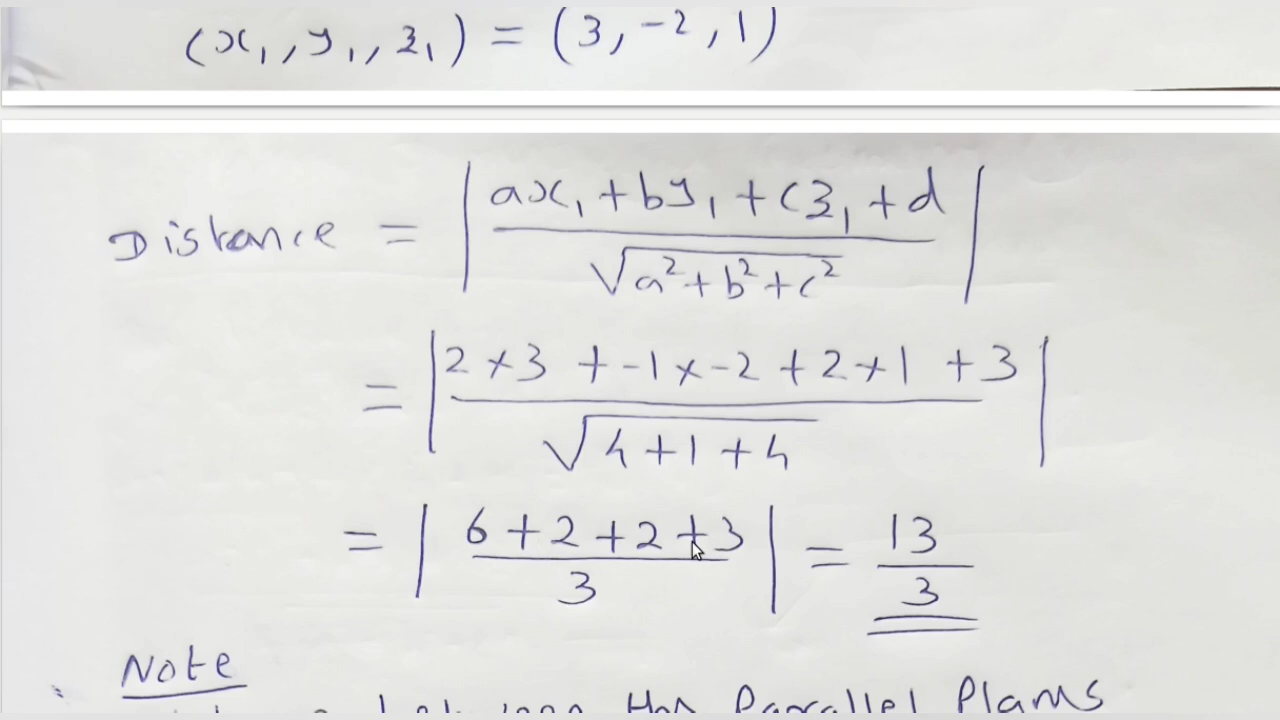 (x₁, y₁, z₁) = (3, -2, 1)
Distance = | ax₁ + by₁ + cz₁ + d / √a² + b² + c² |
= | 2 × 3 + -1 × -2 + 2 × 1 + 3 / √4 + 1 + 4 |
= | 6 + 2 + 2 + 3 / 3 | = 13 / 3
Note
between Parallel Plans